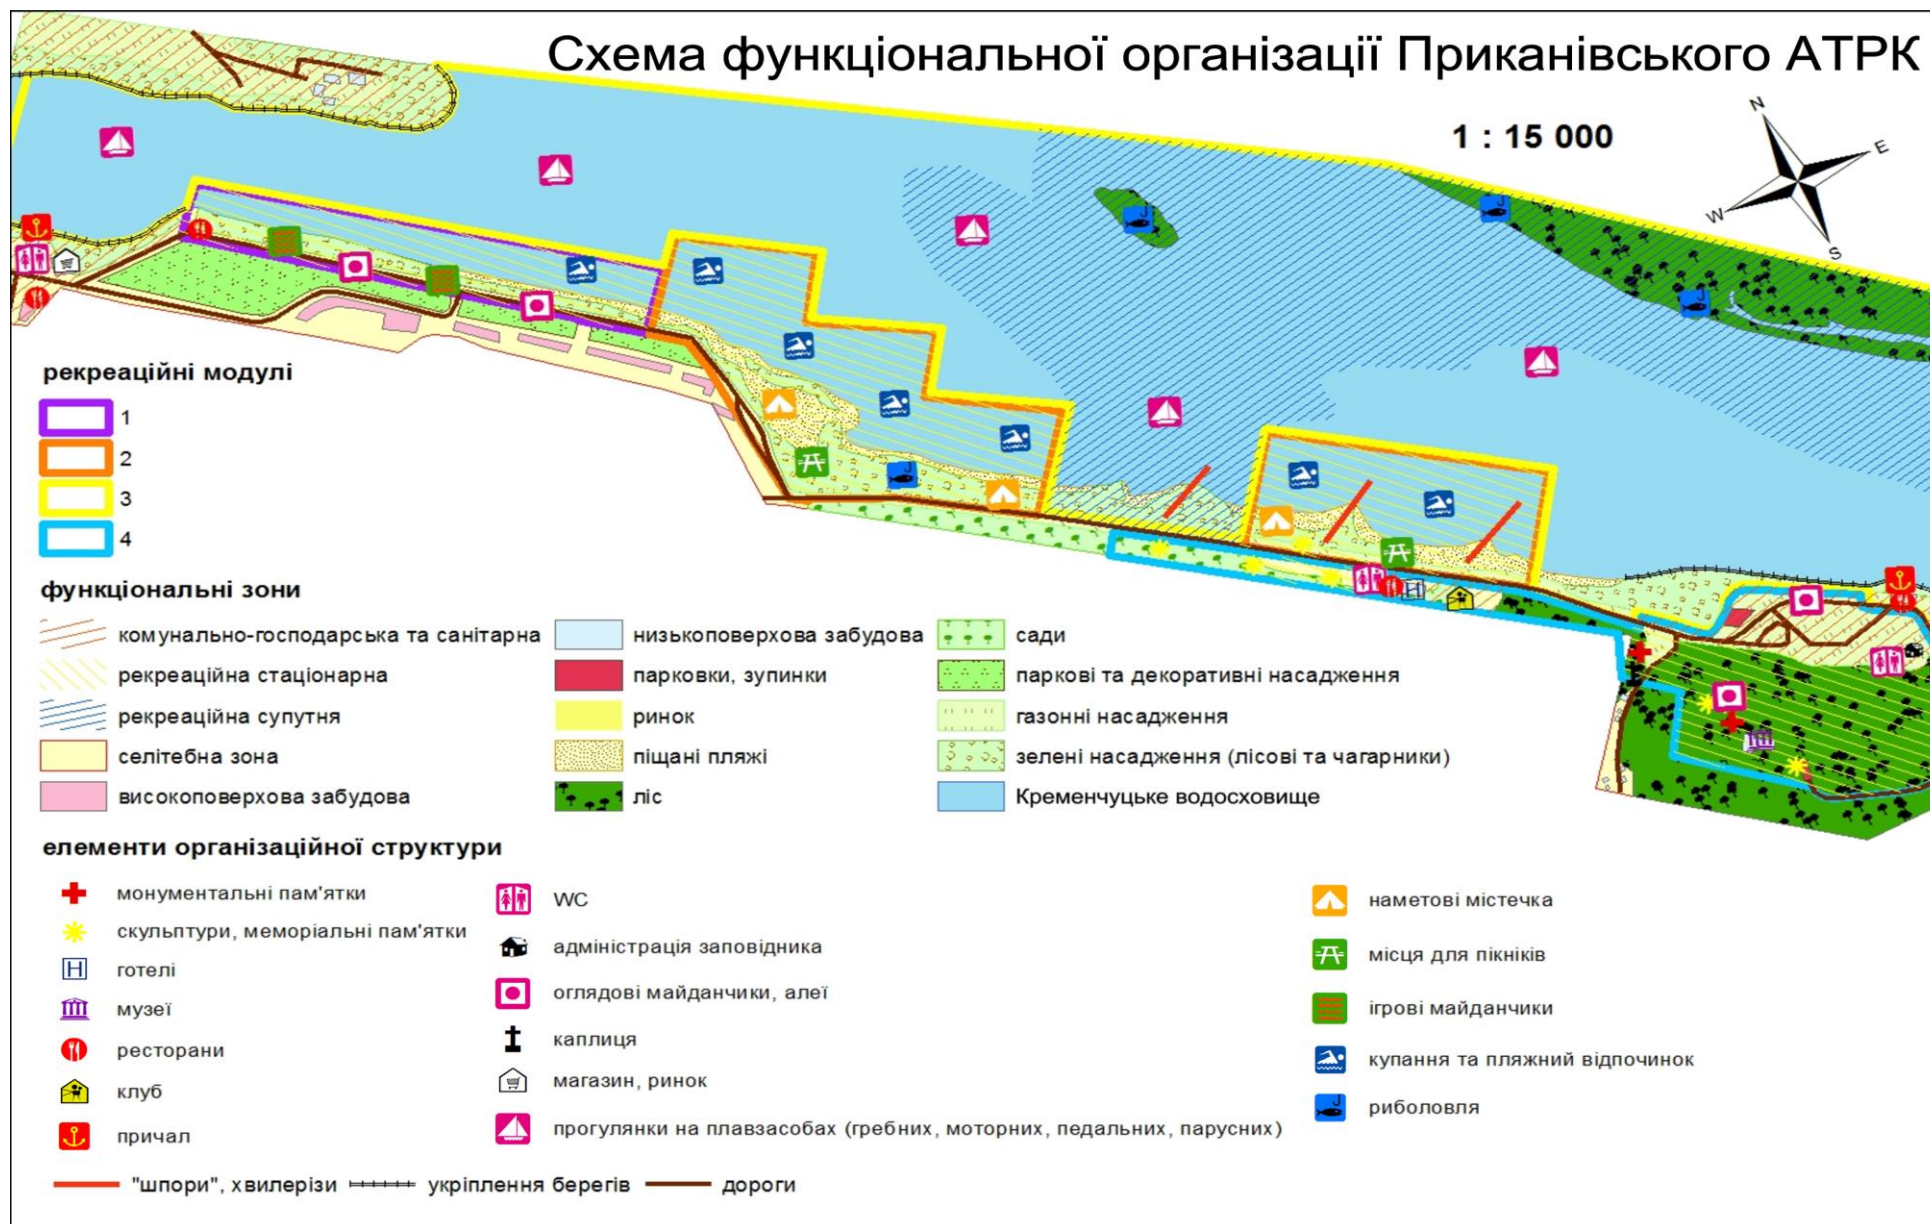 Схема функціональної організації Приканівського АТРК
1 : 15 000
N
E
W
S
рекреаційні модулі
1
2
3
4
функціональні зони
комунально-господарська та санітарна
рекреаційна стаціонарна
рекреаційна супутня
селітебна зона
високоповерхова забудова
низькоповерхова забудова
парковки, зупинки
ринок
піщані пляжі
ліс
сади
паркові та декоративні насадження
газонні насадження
зелені насадження (лісові та чагарники)
Кременчуцьке водосховище
елементи організаційної структури
монументальні пам'ятки
скульптури, меморіальні пам'ятки
H готелі
музеї
ресторани
клуб
причал
WC
адміністрація заповідника
оглядові майданчики, алеї
каплиця
магазин, ринок
прогулянки на плавзасобах (гребних, моторних, педальних, парусних)
наметові містечка
місця для пікніків
ігрові майданчики
купання та пляжний відпочинок
риболовля
"шпори", хвилерізи
укріплення берегів
дороги